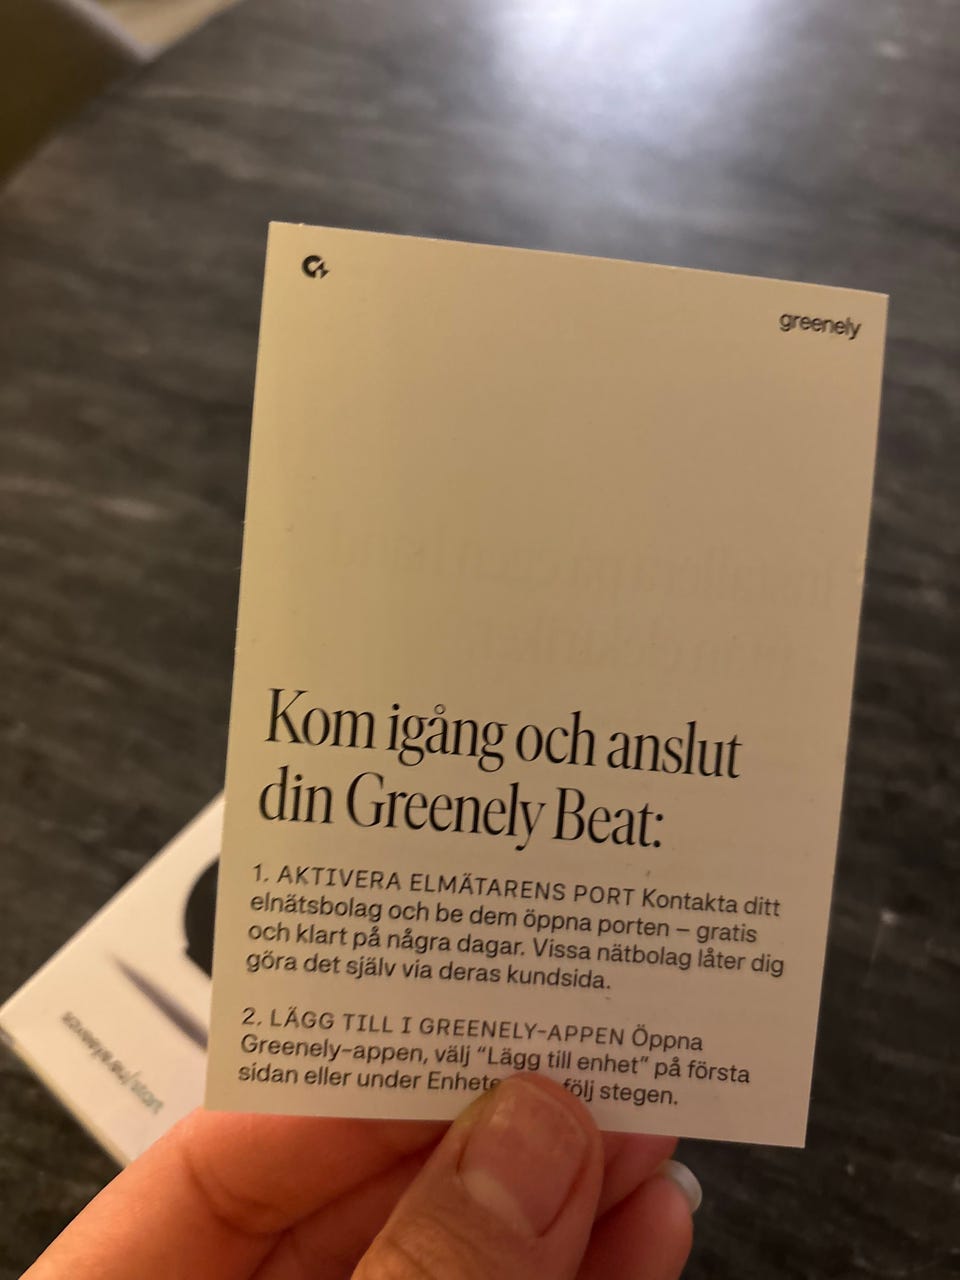 greenely
Kom igång och anslut
din Greenely Beat:
1. AKTIVERA ELMÄTARENS PORT Kontakta ditt
elnätsbolag och be dem öppna porten – gratis
och klart på några dagar. Vissa nätbolag låter dig
göra det själv via deras kundsida.
2. LÄGG TILL I GREENELY-APPEN Öppna
Greenely-appen, välj “Lägg till enhet” på första
sidan eller under följ stegen.